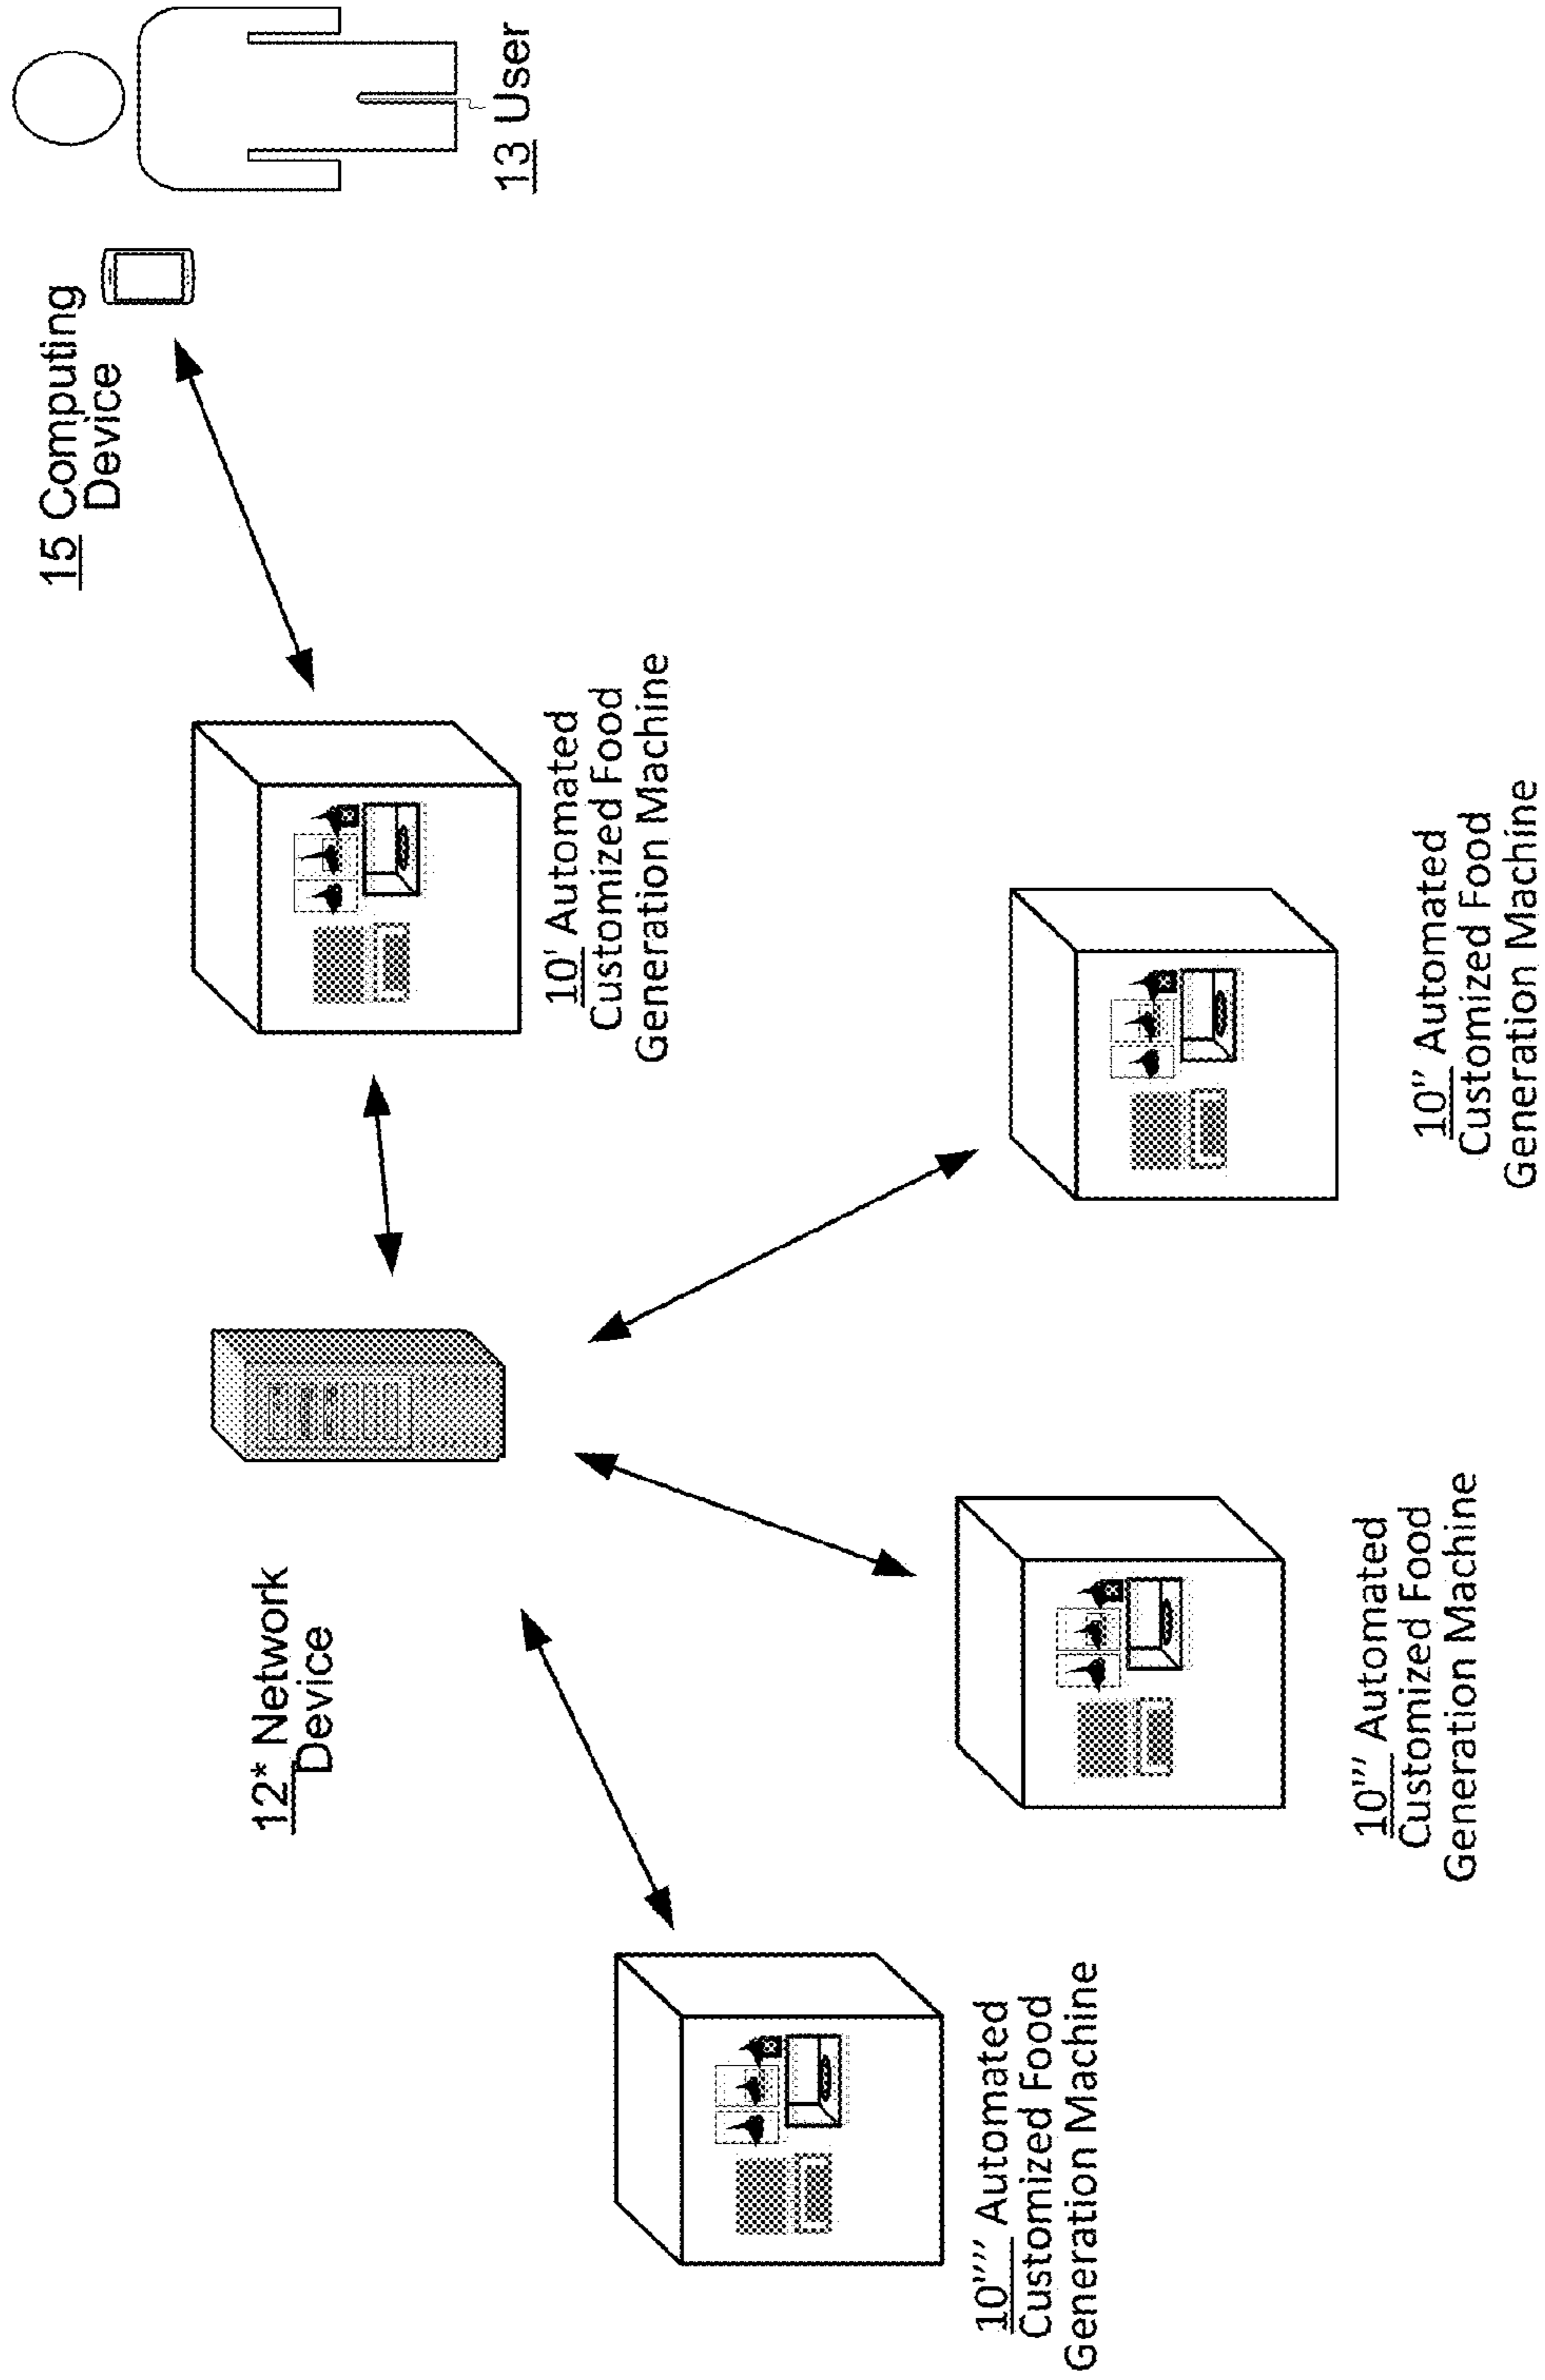 13 User
15 Computing
Device
10' Automated
Customized Food
Generation Machine
12* Network
Device
10'' Automated
Customized Food
Generation Machine
10''' Automated
Customized Food
Generation Machine
10'''' Automated
Customized Food
Generation Machine